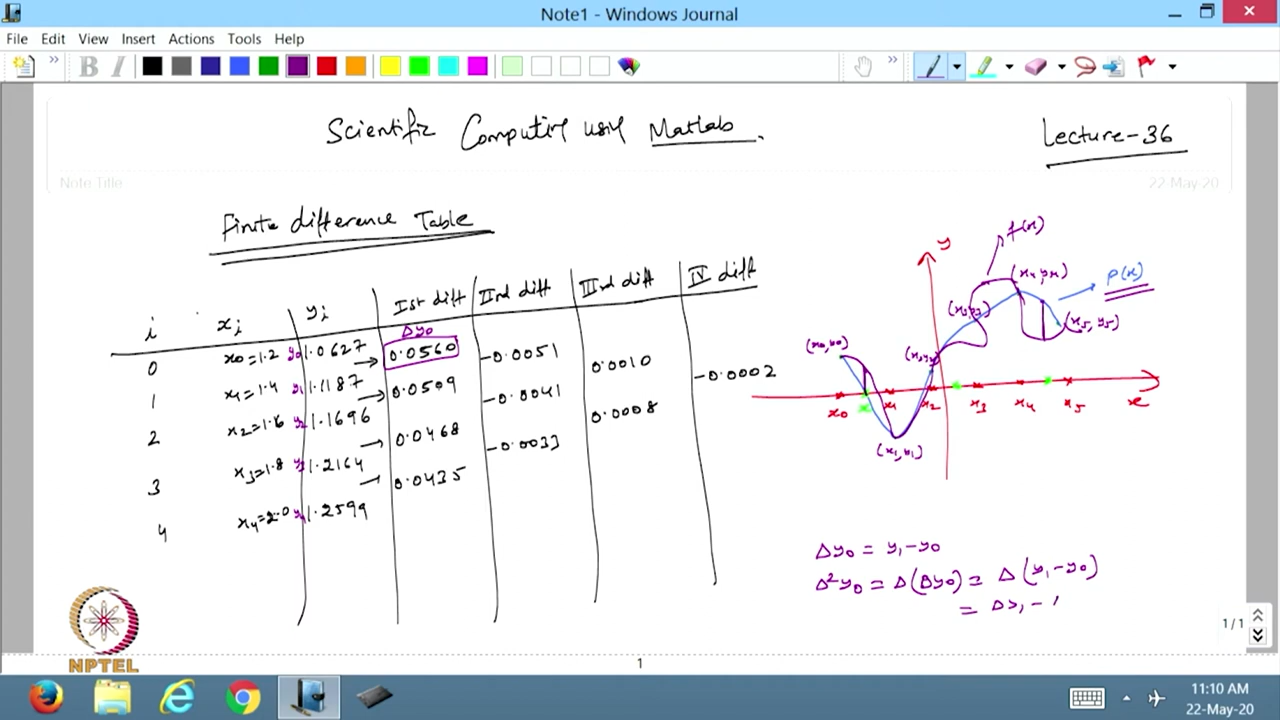 Note1 - Windows Journal
File Edit View Insert Actions Tools Help
Scientific Computing using Matlab.
Lecture-36
Note Title
22-May-20
Finite difference Table
i xi yi Ist diff IInd diff IIIrd diff IV diff
Δy0
0 x0=1.2 y0 1.0627 0.0560 -0.0051 0.0010 -0.0002
1 x1=1.4 y1 1.1187 0.0509 -0.0041 0.0008
2 x2=1.6 y2 1.1696 0.0468 -0.0033
3 x3=1.8 y3 1.2164 0.0435
4 x4=2.0 y4 1.2599
y
f(x)
(x4,y4)
P(x)
(x3,y3)
(x5,y5)
(x0,y0)
(x2,y2)
x0 x x1 x2 x3 x4 x5 x
(x1,y1)
Δy0 = y1-y0
Δ²y0 = Δ(Δy0) = Δ(y1-y0)
= Δy1 -
NPTEL
1/1
1
11:10 AM
22-May-20